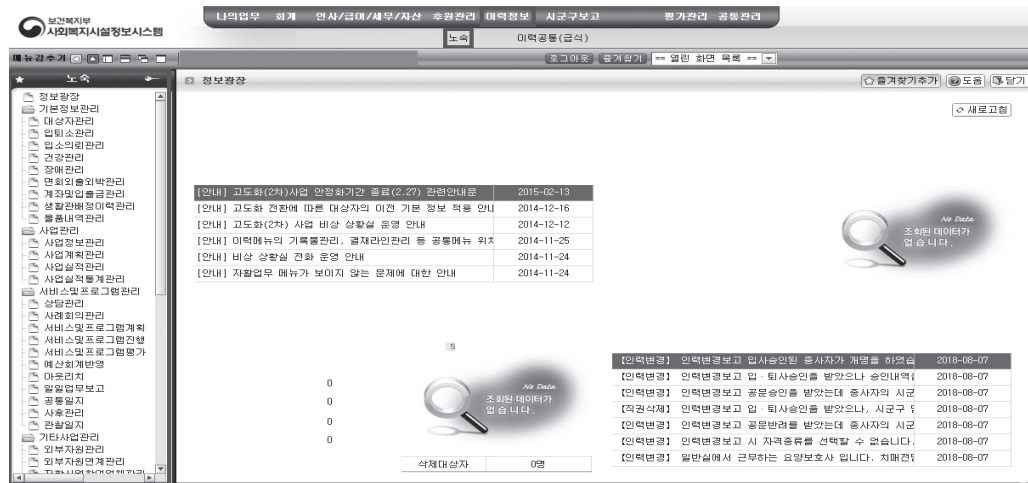 보건복지부
사회복지시설정보시스템
나의업무 회계 인사/급여/세무/자산 후원관리 이력정보 시군구보고 평가관리 공통관리
노숙 이력공통(급식)
메뉴감추기
로그아웃 즐겨찾기 == 열린 화면 목록 ==
노숙
정보광장
즐겨찾기추가 도움 닫기
새로고침
정보광장
기본정보관리
대상자관리
입퇴소관리
입소의뢰관리
건강관리
장애관리
면회외출외박관리
계좌및입출금관리
생활관배정이력관리
물품내역관리
사업관리
사업정보관리
사업계획관리
사업실적관리
사업실적통계관리
서비스및프로그램관리
상담관리
사례회의관리
서비스및프로그램계획
서비스및프로그램진행
서비스및프로그램평가
예산회계반영
아웃리치
일일업무보고
공통일지
사후관리
관찰일지
기타사업관리
외부자원관리
외부자원연계관리
[안내] 고도화(2차)사업 안정화기간 종료(2.27) 관련안내문 2015-02-13
[안내] 고도화 전환에 따른 대상자의 이전 기본 정보 적용 안 2014-12-16
[안내] 고도화(2차) 사업 비상 상황실 운영 안내 2014-12-12
[안내] 이력메뉴의 기록물관리, 결재라인관리 등 공통메뉴 위 2014-11-25
[안내] 비상 상황실 전화 운영 안내 2014-11-24
[안내] 자활업무 메뉴가 보이지 않는 문제에 대한 안내 2014-11-24
No Data
조회된 데이터가
없습니다.
5
0
0
0
0
No Data
조회된 데이터가
없습니다.
삭제대상자 0명
【인력변경】 인력변경보고 입사승인된 종사자가 개명을 하였습 2018-08-07
【인력변경】 인력변경보고 입·퇴사승인을 받았으나 승인내역 2018-08-07
【인력변경】 인력변경보고 공문승인을 받았는데 종사자의 시군 2018-08-07
【직권삭제】 인력변경보고 입·퇴사승인을 받았으나, 시군구 2018-08-07
【인력변경】 인력변경보고 공문반려를 받았는데 종사자의 시군 2018-08-07
【인력변경】 인력변경보고 시 자격종류를 선택할 수 없습니다. 2018-08-07
【인력변경】 일반실에서 근무하는 요양보호사 입니다. 치매전 2018-08-07